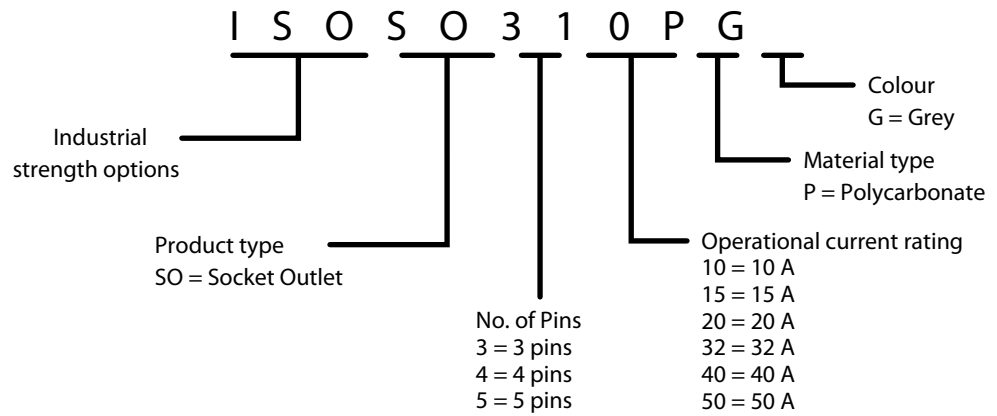 I S O S O 3 1 0 P G
Colour
G = Grey
Industrial
strength options
Material type
P = Polycarbonate
Product type
SO = Socket Outlet
Operational current rating
10 = 10 A
15 = 15 A
20 = 20 A
32 = 32 A
40 = 40 A
50 = 50 A
No. of Pins
3 = 3 pins
4 = 4 pins
5 = 5 pins